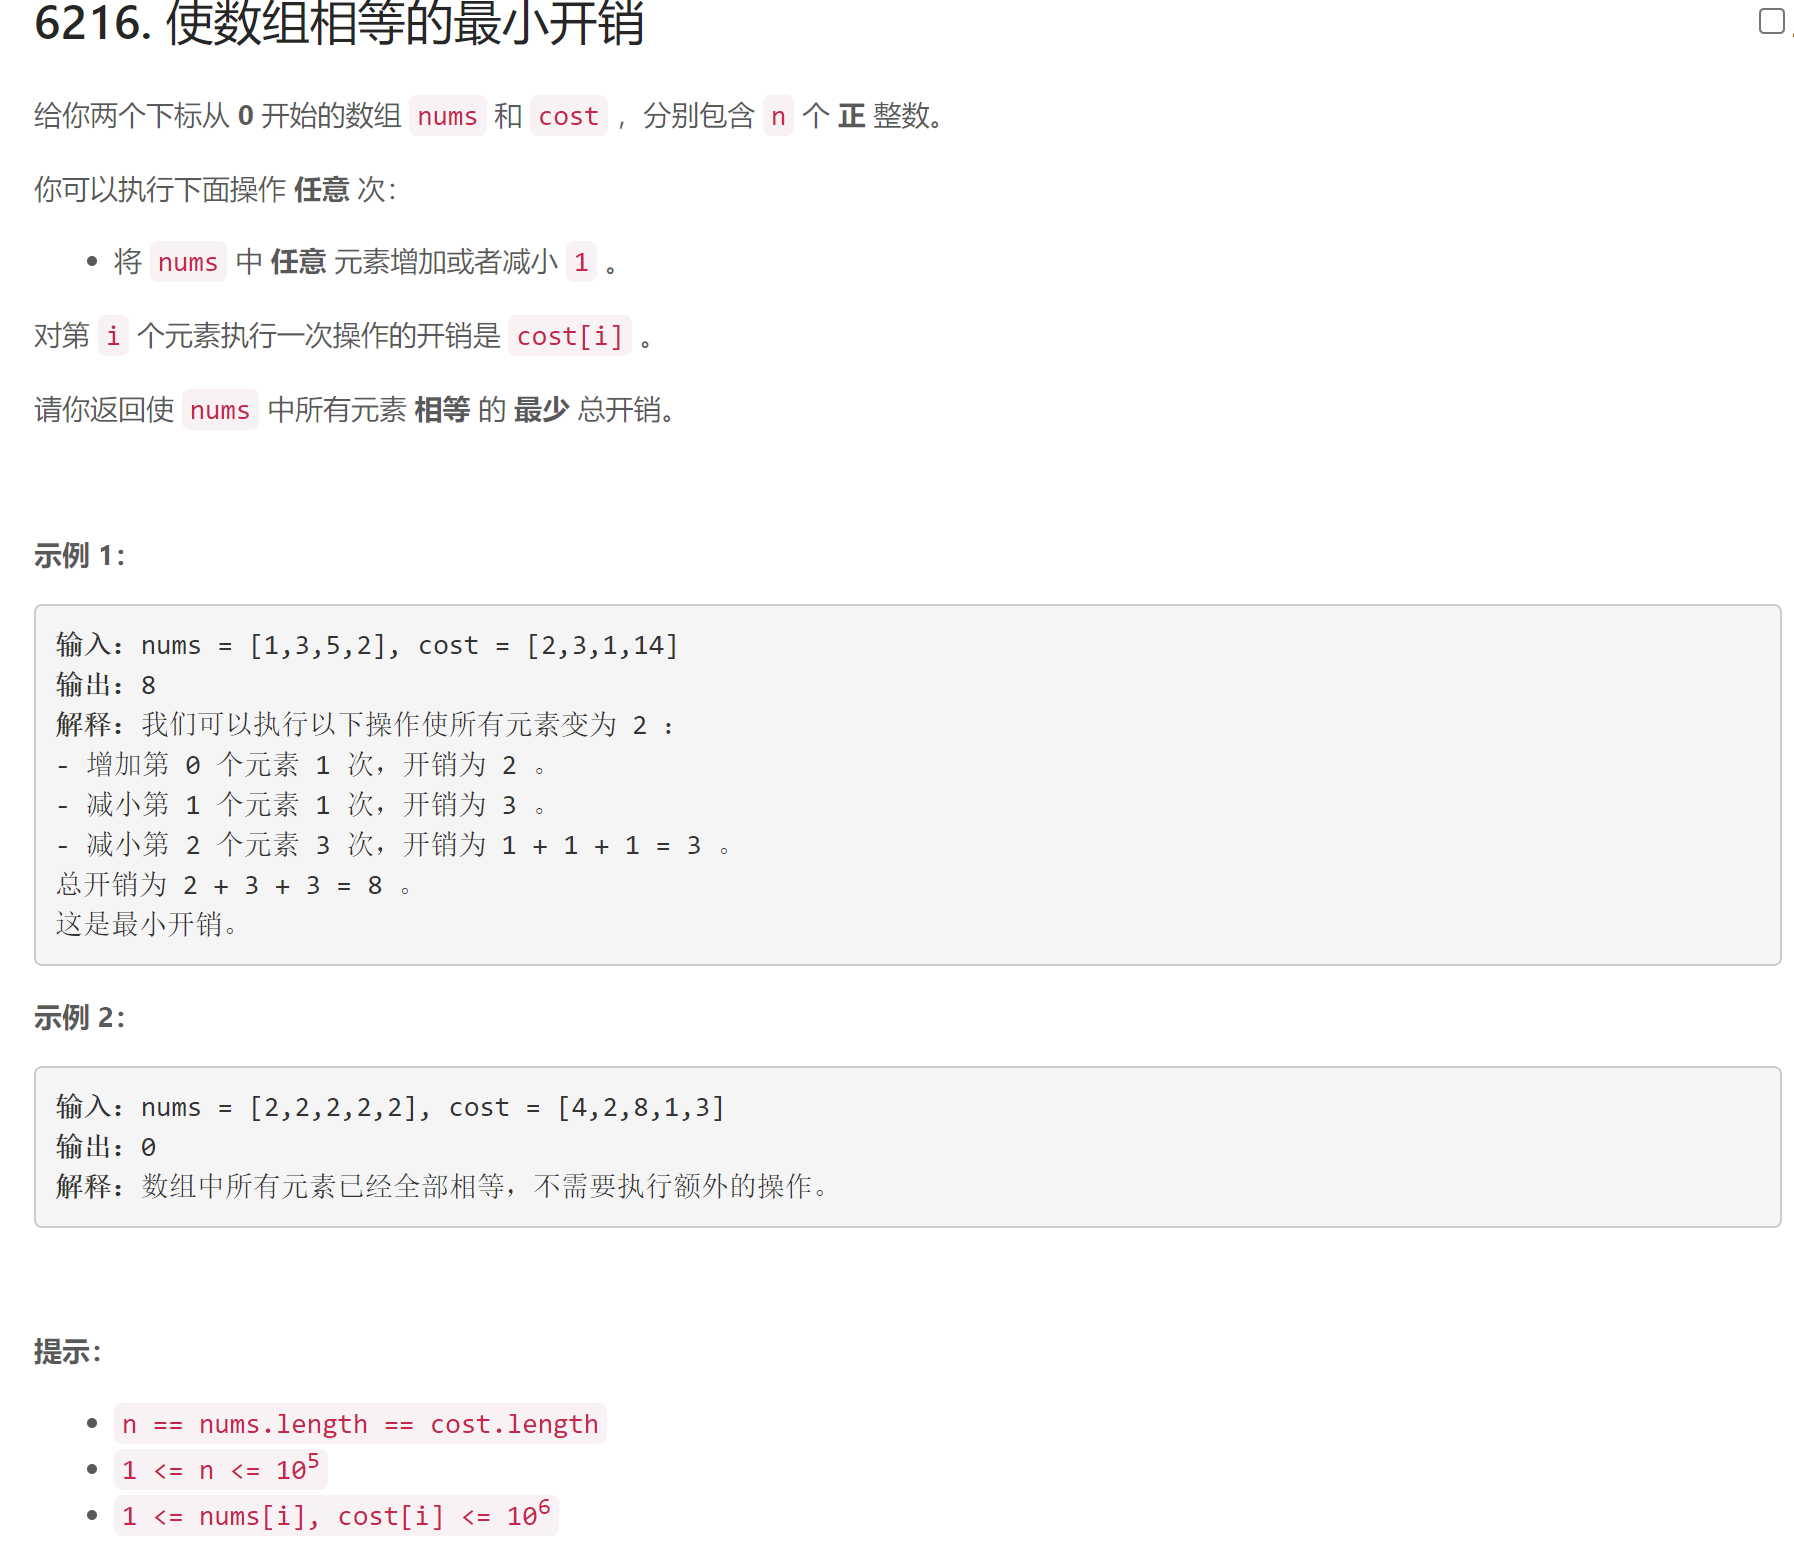 6216. 使数组相等的最小开销
给你两个下标从 0 开始的数组 nums 和 cost ，分别包含 n 个 正 整数。
你可以执行下面操作 任意 次：
• 将 nums 中 任意 元素增加或者减小 1 。
对第 i 个元素执行一次操作的开销是 cost[i] 。
请你返回使 nums 中所有元素 相等 的 最少 总开销。
示例 1：
输入：nums = [1,3,5,2], cost = [2,3,1,14]
输出：8
解释：我们可以执行以下操作使所有元素变为 2 ：
- 增加第 0 个元素 1 次，开销为 2 。
- 减小第 1 个元素 1 次，开销为 3 。
- 减小第 2 个元素 3 次，开销为 1 + 1 + 1 = 3 。
总开销为 2 + 3 + 3 = 8 。
这是最小开销。
示例 2：
输入：nums = [2,2,2,2,2], cost = [4,2,8,1,3]
输出：0
解释：数组中所有元素已经全部相等，不需要执行额外的操作。
提示：
• n == nums.length == cost.length
• 1 <= n <= 10⁵
• 1 <= nums[i], cost[i] <= 10⁶